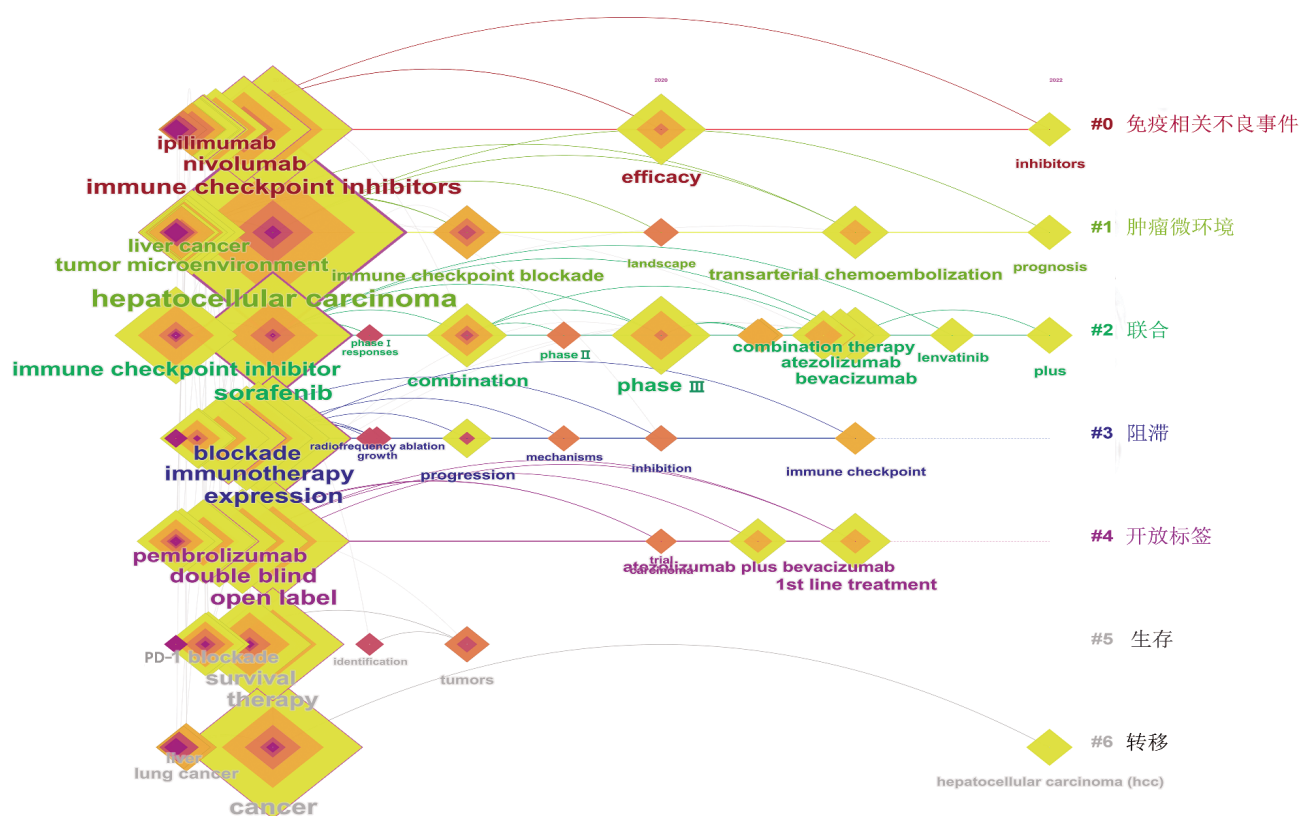 2020
2022
#0 免疫相关不良事件
ipilimumab
nivolumab
immune checkpoint inhibitors
efficacy
inhibitors
#1 肿瘤微环境
liver cancer
tumor microenvironment
hepatocellular carcinoma
immune checkpoint blockade
landscape
transarterial chemoembolization
prognosis
#2 联合
immune checkpoint inhibitor
sorafenib
phase I
responses
combination
phase II
phase III
combination therapy
atezolizumab
bevacizumab
lenvatinib
plus
#3 阻滞
blockade
immunotherapy
expression
radiofrequency ablation
growth
progression
mechanisms
inhibition
immune checkpoint
#4 开放标签
pembrolizumab
double blind
open label
trial
carcinoma
atezolizumab plus bevacizumab
1st line treatment
#5 生存
PD-1 blockade
survival
therapy
identification
tumors
#6 转移
liver
lung cancer
cancer
hepatocellular carcinoma (hcc)